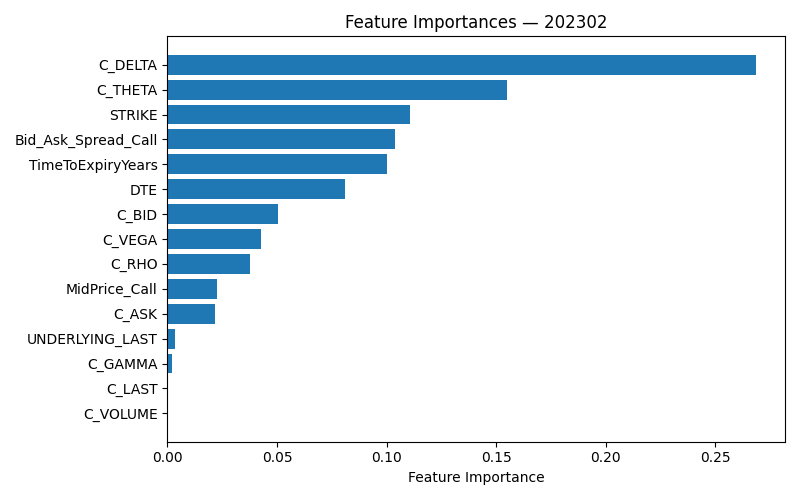 Feature Importances — 202302
C_DELTA
C_THETA
STRIKE
Bid_Ask_Spread_Call
TimeToExpiryYears
DTE
C_BID
C_VEGA
C_RHO
MidPrice_Call
C_ASK
UNDERLYING_LAST
C_GAMMA
C_LAST
C_VOLUME
0.00 0.05 0.10 0.15 0.20 0.25
Feature Importance